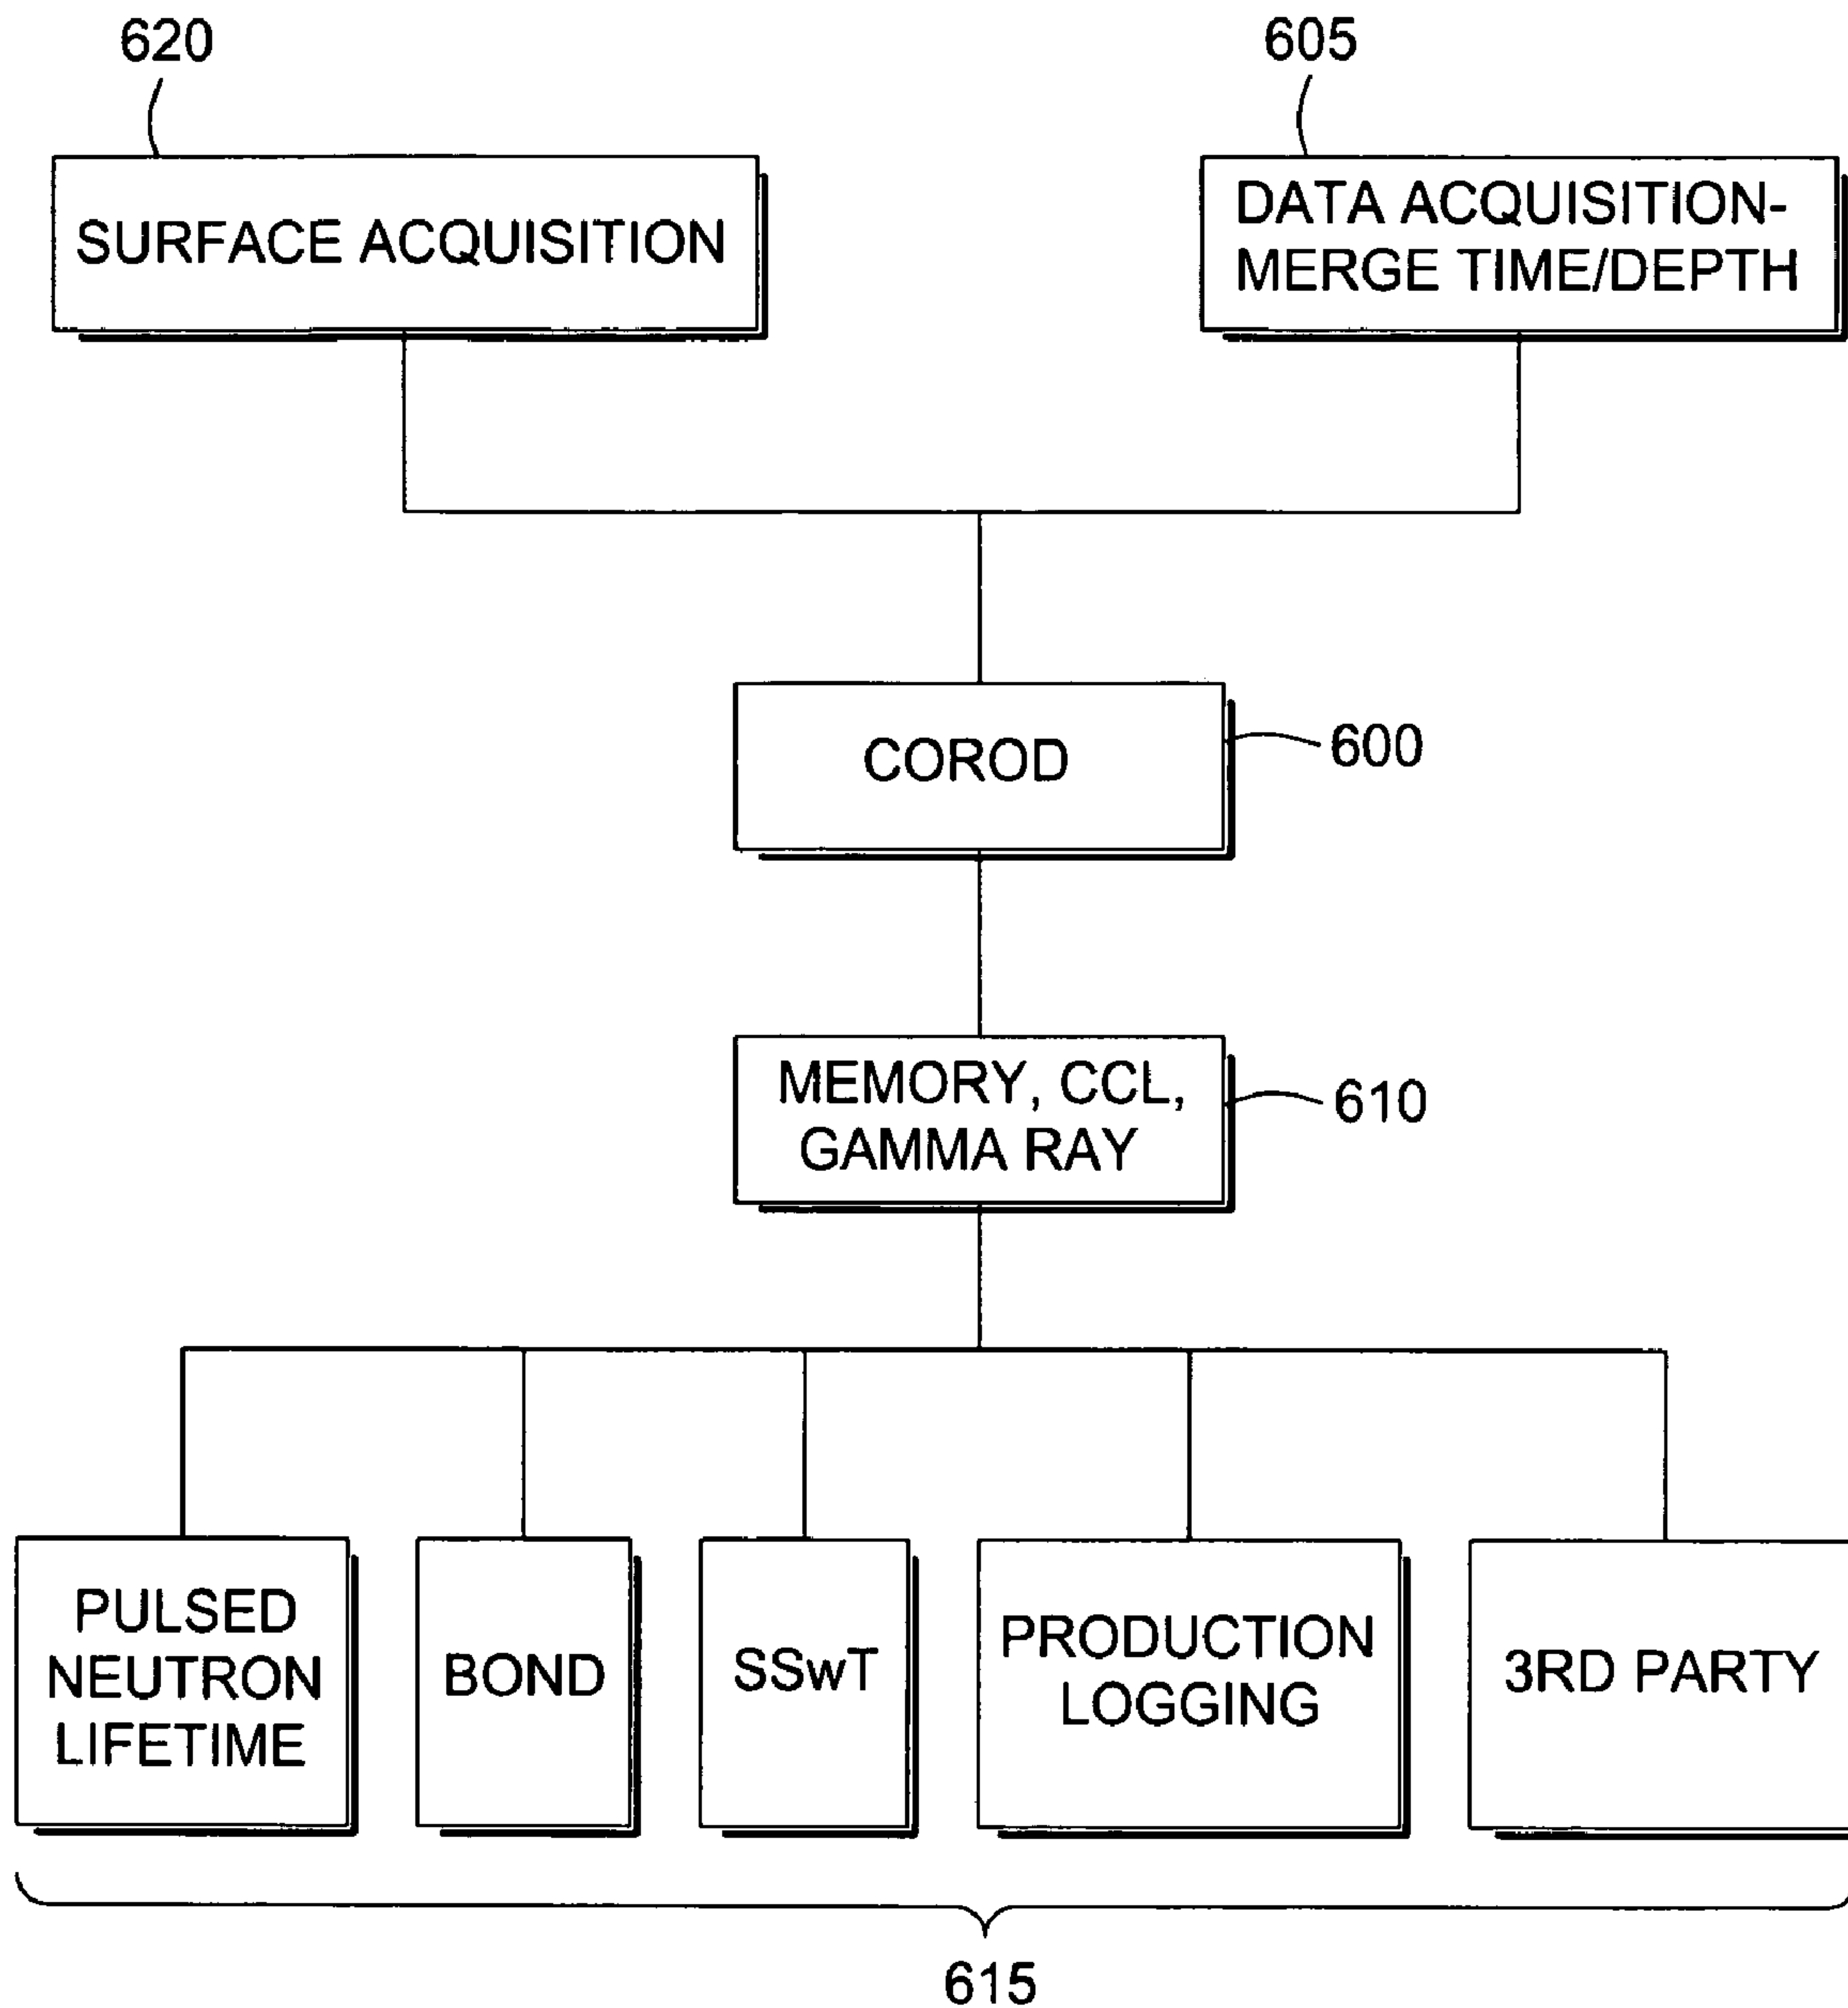 620
605
SURFACE ACQUISITION
DATA ACQUISITION-
MERGE TIME/DEPTH
COROD
600
MEMORY, CCL,
GAMMA RAY
610
PULSED
NEUTRON
LIFETIME
BOND
SSwT
PRODUCTION
LOGGING
3RD PARTY
615